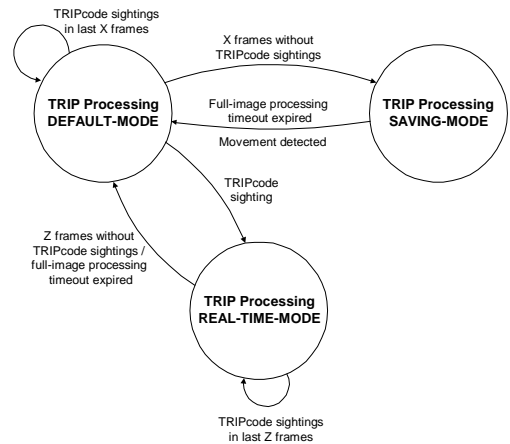 TRIPcode sightings
in last X frames
X frames without
TRIPcode sightings
TRIP Processing
DEFAULT-MODE
Full-image processing
timeout expired
Movement detected
TRIP Processing
SAVING-MODE
TRIPcode
sighting
Z frames without
TRIPcode sightings /
full-image processing
timeout expired
TRIP Processing
REAL-TIME-MODE
TRIPcode sightings
in last Z frames